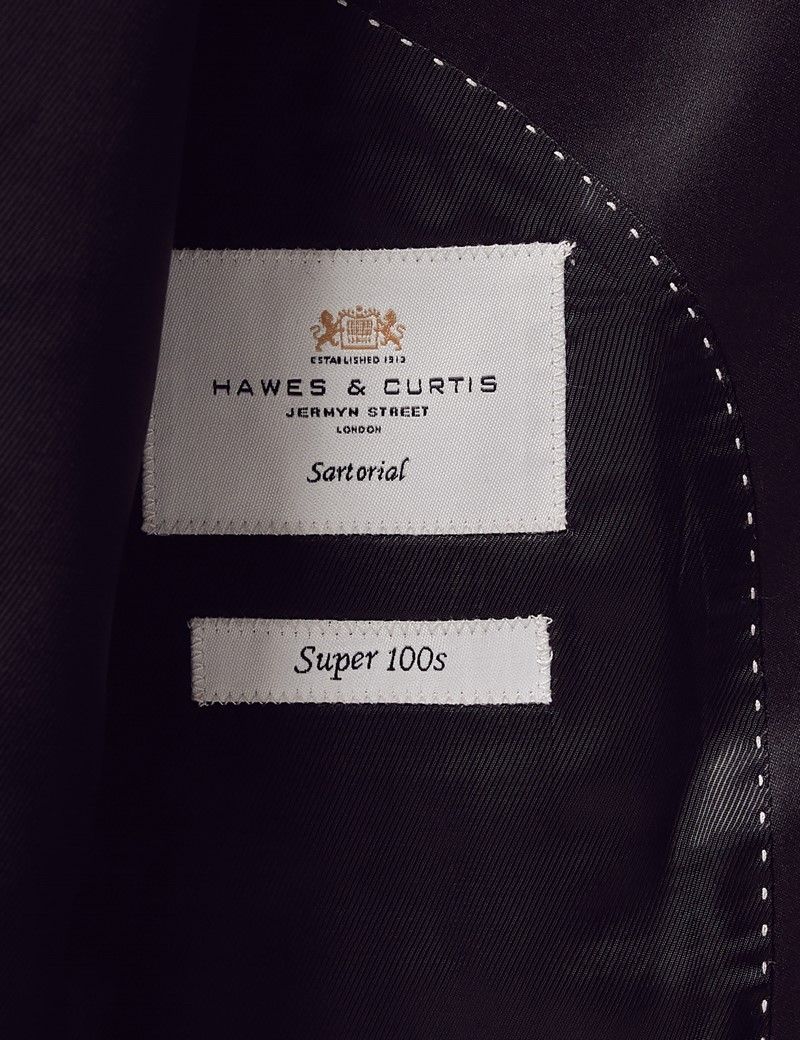 ESTABLISHED 1913
HAWES & CURTIS
JERMYN STREET
LONDON
Sartorial
Super 100s